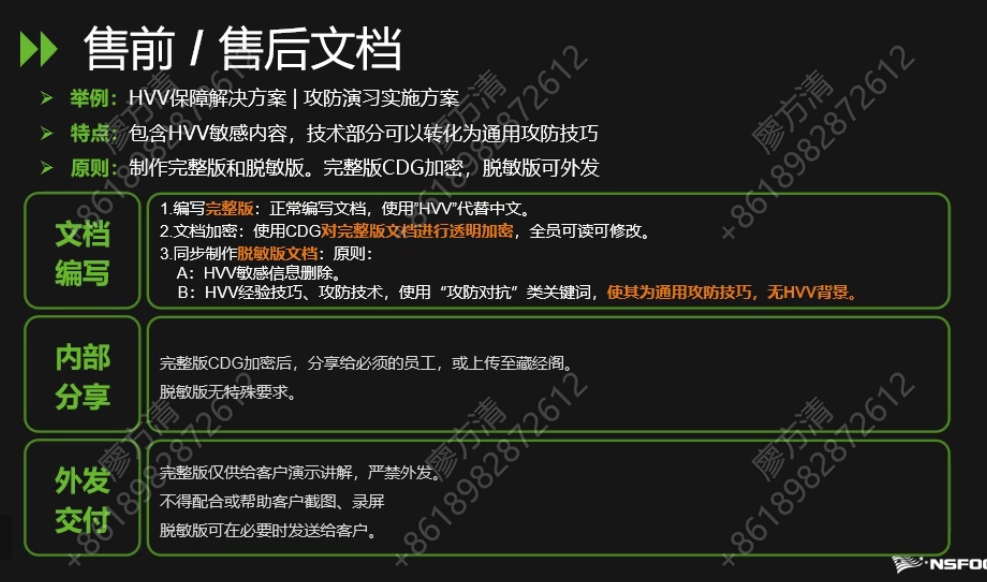 售前 / 售后文档
举例：HVV保障解决方案 | 攻防演习实施方案
特点：包含HVV敏感内容，技术部分可以转化为通用攻防技巧
原则：制作完整版和脱敏版。完整版CDG加密，脱敏版可外发
文档
编写
1.编写完整版：正常编写文档，使用"HVV"代替中文。
2.文档加密：使用CDG对完整版文档进行透明加密，全员可读可修改。
3.同步制作脱敏版文档：原则：
A：HVV敏感信息删除。
B：HVV经验技巧、攻防技术，使用“攻防对抗”类关键词，使其为通用攻防技巧，无HVV背景。
内部
分享
完整版CDG加密后，分享给必须的员工，或上传至藏经阁。
脱敏版无特殊要求。
外发
交付
完整版仅供给客户演示讲解，严禁外发。
不得配合或帮助客户截图、录屏
脱敏版可在必要时发送给客户。
NSFOC
廖方清
+8618982872612
廖方清
+8618982872612
廖方清
+8618982872612
廖方清
+8618982872612
廖方清
+8618982872612
廖方清
+8618982872612